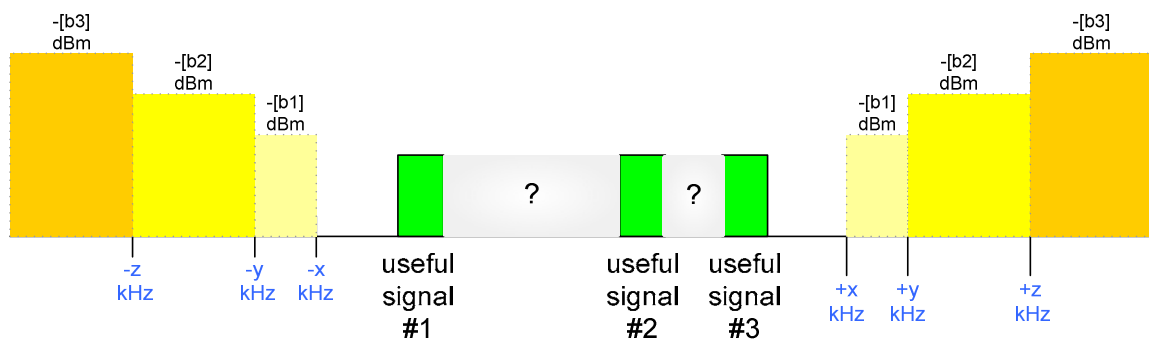 -[b3]
dBm
-[b2]
dBm
-[b1]
dBm
-[b3]
dBm
-[b2]
dBm
-[b1]
dBm
?
?
-z
kHz
-y
kHz
-x
kHz
useful
signal
#1
useful
signal
#2
useful
signal
#3
+x
kHz
+y
kHz
+z
kHz